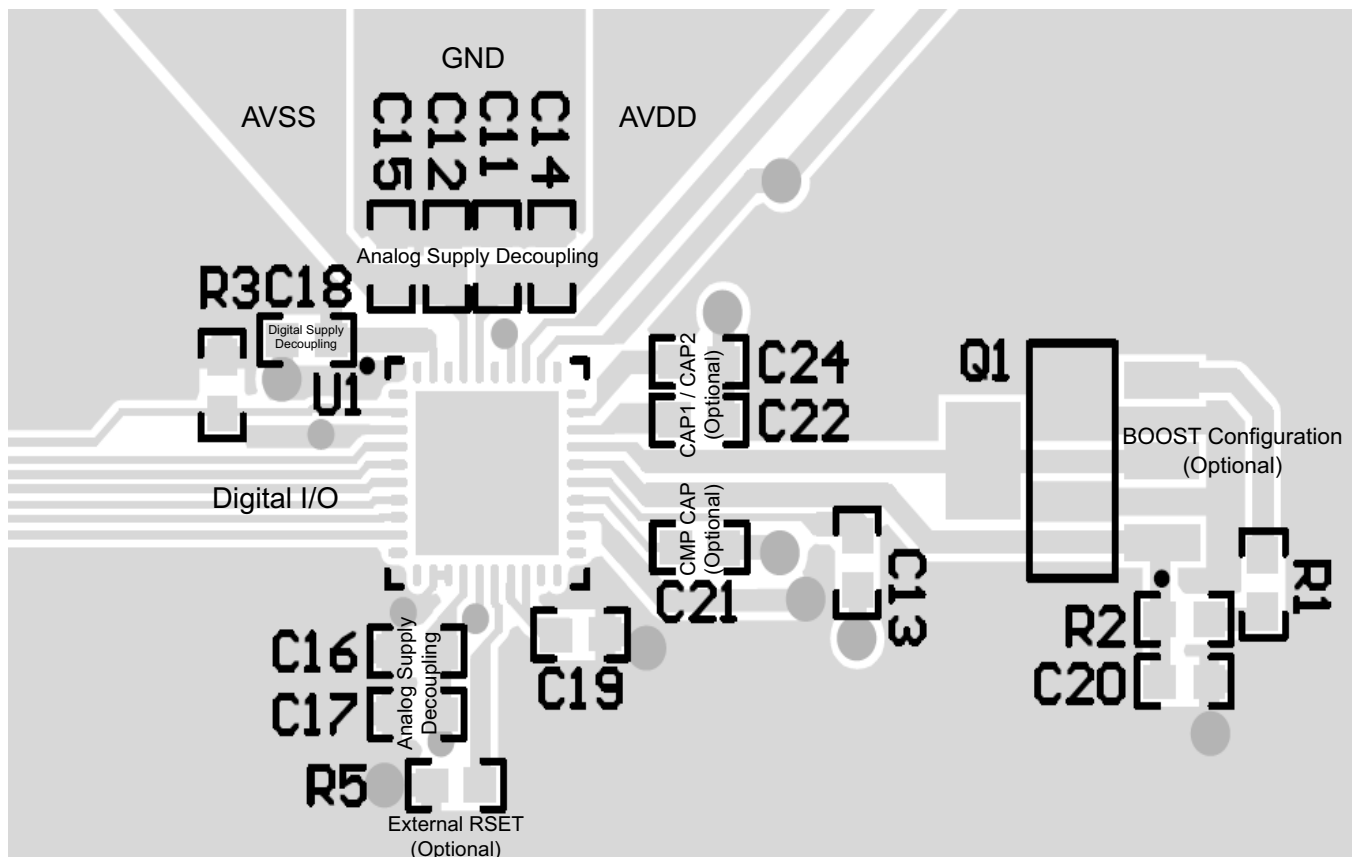 GND
AVSS
AVDD
C15
C12
C11
C14
Analog Supply Decoupling
R3
C18
Digital Supply
Decoupling
U1
CAP1 / CAP2
(Optional)
C24
C22
Q1
BOOST Configuration
(Optional)
Digital I/O
CMP CAP
(Optional)
C21
C13
R1
R2
C20
C16
C17
Analog Supply
Decoupling
C19
R5
External RSET
(Optional)